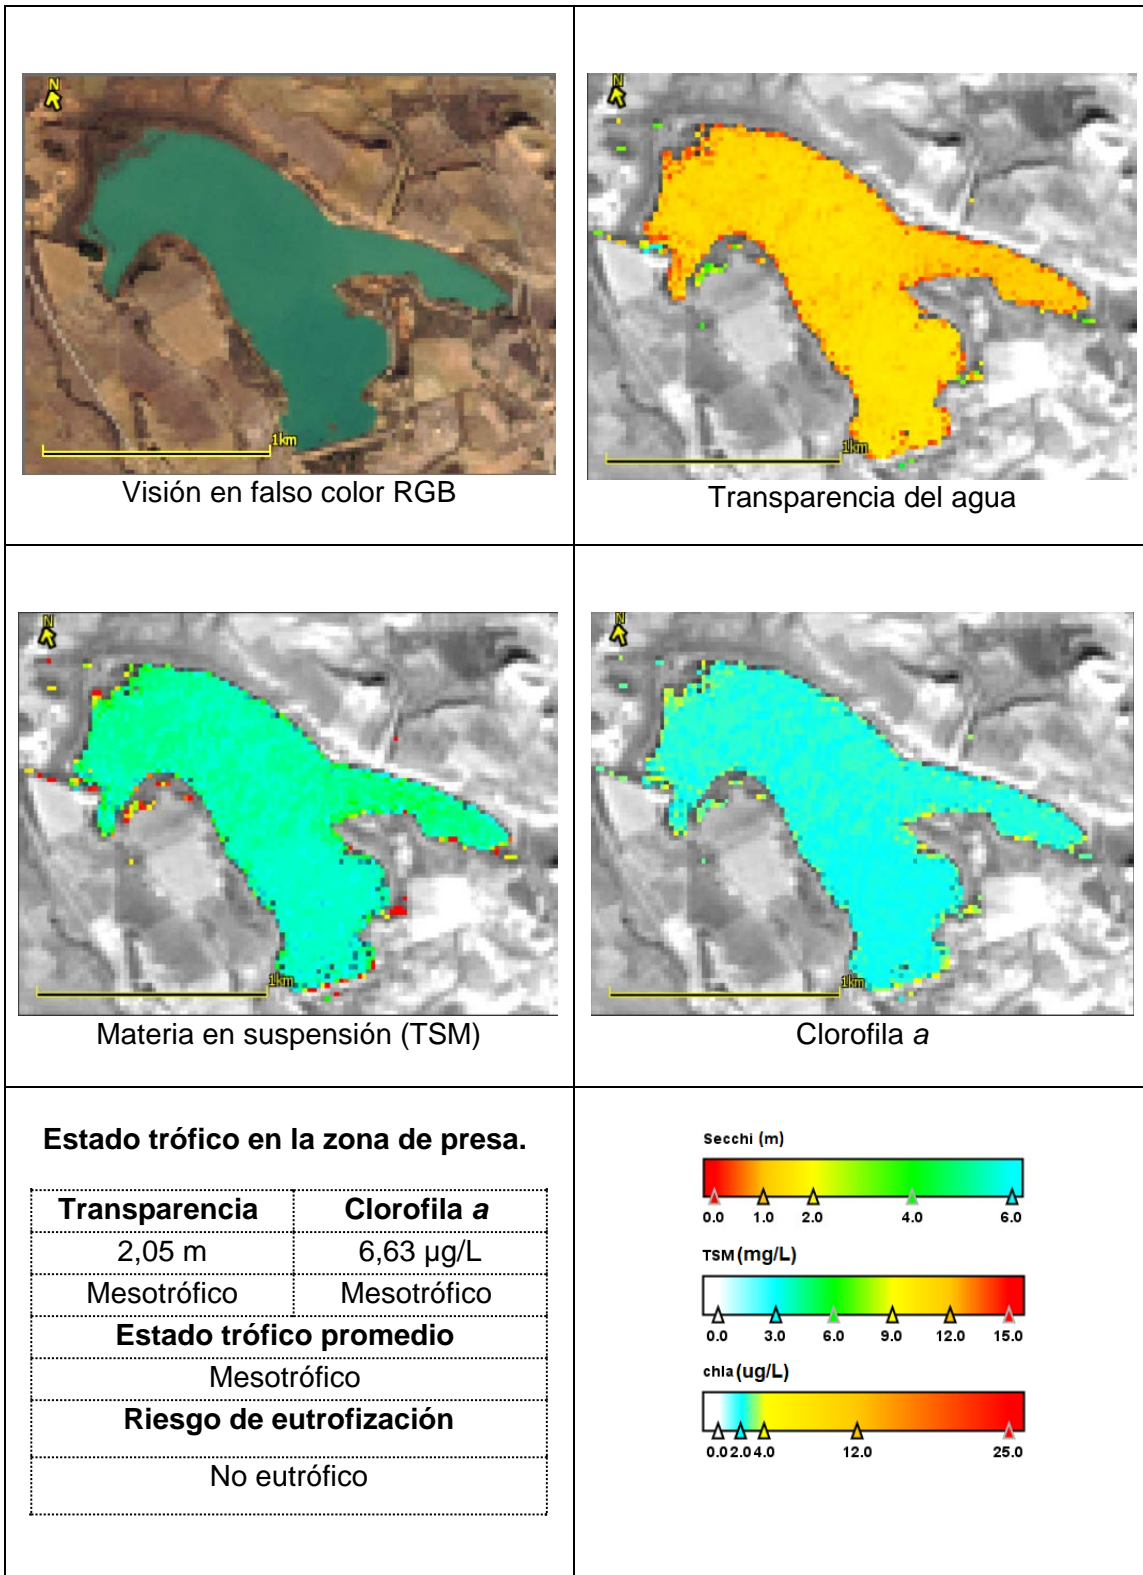 N
1km
Visión en falso color RGB
N
1km
Transparencia del agua
N
1km
Materia en suspensión (TSM)
N
1km
Clorofila a
Estado trófico en la zona de presa.
Transparencia Clorofila a
2,05 m 6,63 µg/L
Mesotrófico Mesotrófico
Estado trófico promedio
Mesotrófico
Riesgo de eutrofización
No eutrófico
Secchi (m)
0.0 1.0 2.0 4.0 6.0
TSM (mg/L)
0.0 3.0 6.0 9.0 12.0 15.0
chla (ug/L)
0.0 2.0 4.0 12.0 25.0